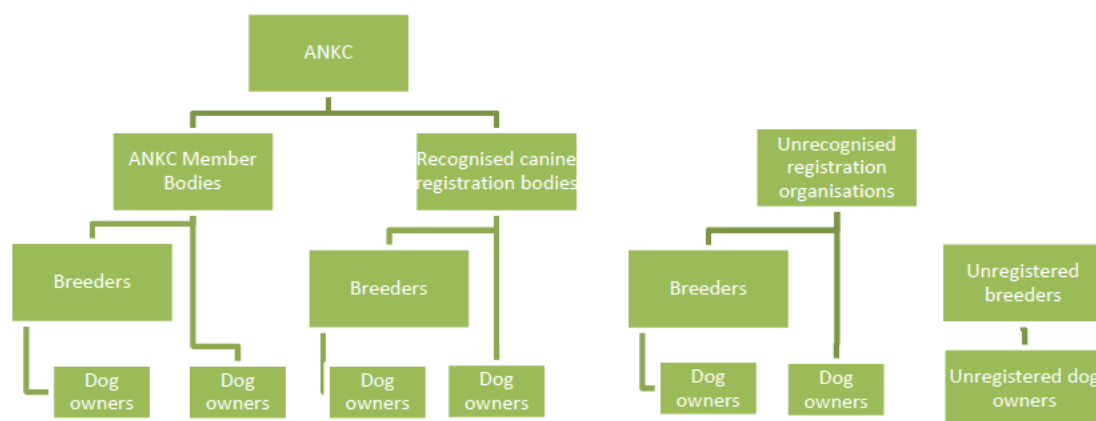 ANKC
ANKC Member
Bodies
Recognised canine
registration bodies
Unrecognised
registration
organisations
Breeders
Breeders
Breeders
Unregistered
breeders
Dog
owners
Dog
owners
Dog
owners
Dog
owners
Dog
owners
Dog
owners
Unregistered dog
owners